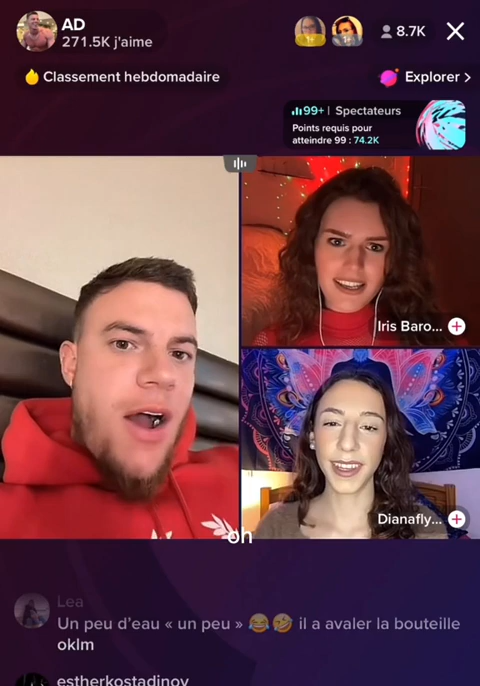 AD
271.5K j'aime
8.7K
Classement hebdomadaire
Explorer >
99+ | Spectateurs
Points requis pour
atteindre 99 : 74.2K
Iris Baro...
Dianafly...
oh
Lea
Un peu d'eau « un peu » 😂🤣 il a avaler la bouteille
oklm
estherkostadinov